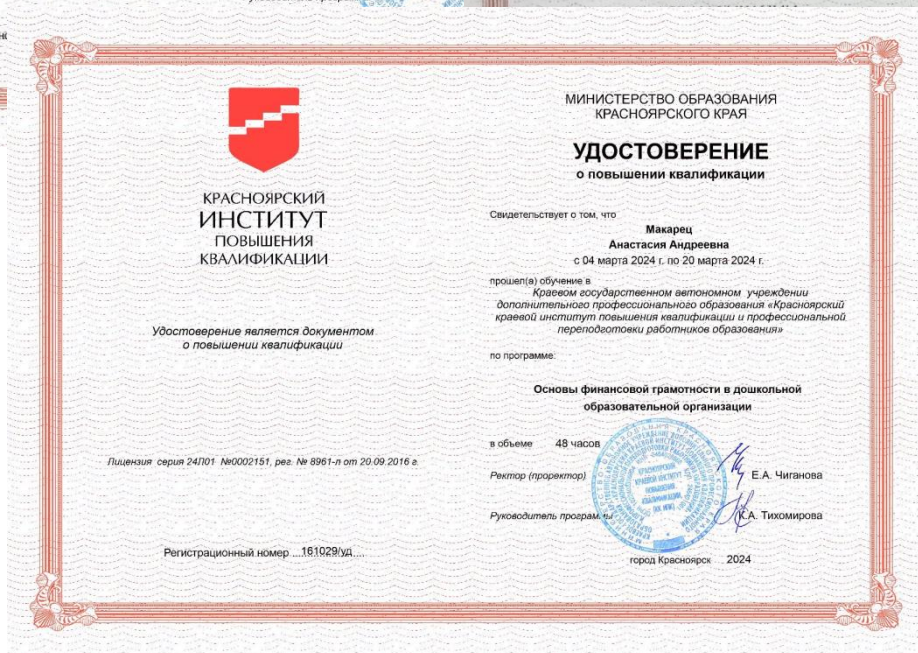 КРАСНОЯРСКИЙ
ИНСТИТУТ
ПОВЫШЕНИЯ
КВАЛИФИКАЦИИ
Удостоверение является документом
о повышении квалификации
Лицензия серия 24Л01 №0002151, рег. № 8961-л от 20.09.2016 г.
Регистрационный номер 161029/уд
МИНИСТЕРСТВО ОБРАЗОВАНИЯ
КРАСНОЯРСКОГО КРАЯ
УДОСТОВЕРЕНИЕ
о повышении квалификации
Свидетельствует о том, что
Макарец
Анастасия Андреевна
с 04 марта 2024 г. по 20 марта 2024 г.
прошел(а) обучение в
Краевом государственном автономном учреждении
дополнительного профессионального образования «Красноярский
краевой институт повышения квалификации и профессиональной
переподготовки работников образования»
по программе:
Основы финансовой грамотности в дошкольной
образовательной организации
в объеме 48 часов
Ректор (проректор) Е.А. Чиганова
Руководитель программы К.А. Тихомирова
город Красноярск 2024